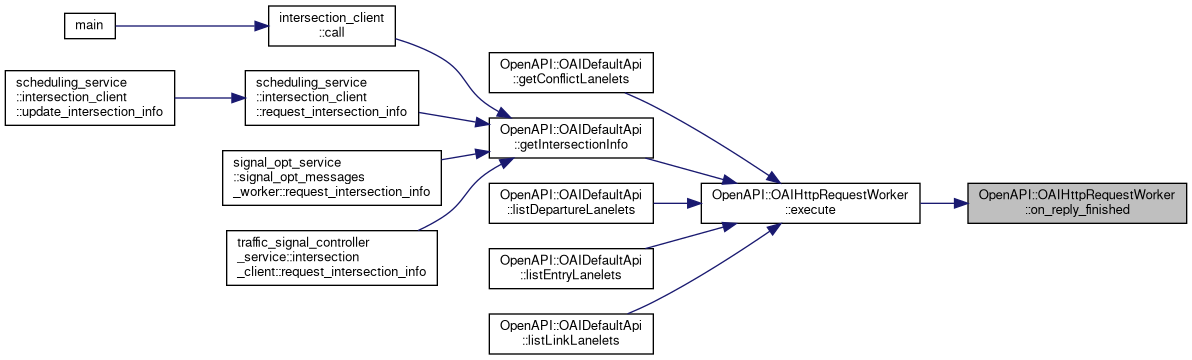 main
intersection_client
::call
scheduling_service
::intersection_client
::update_intersection_info
scheduling_service
::intersection_client
::request_intersection_info
signal_opt_service
::signal_opt_messages
_worker::request_intersection_info
traffic_signal_controller
_service::intersection
_client::request_intersection_info
OpenAPI::OAIDefaultApi
::getConflictLanelets
OpenAPI::OAIDefaultApi
::getIntersectionInfo
OpenAPI::OAIDefaultApi
::listDepartureLanelets
OpenAPI::OAIDefaultApi
::listEntryLanelets
OpenAPI::OAIDefaultApi
::listLinkLanelets
OpenAPI::OAIHttpRequestWorker
::execute
OpenAPI::OAIHttpRequestWorker
::on_reply_finished